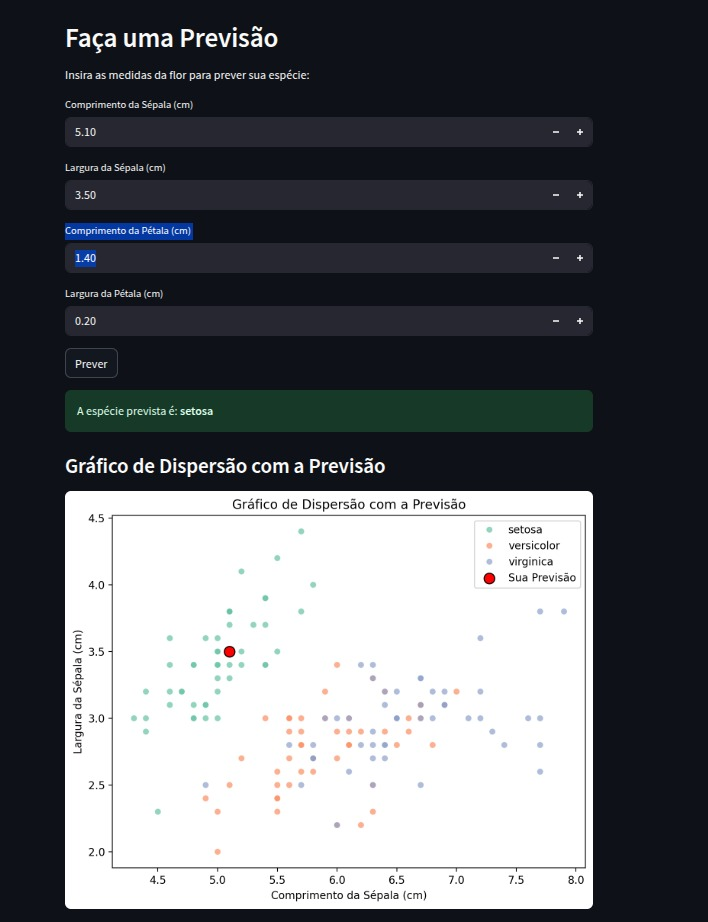 Faça uma Previsão
Insira as medidas da flor para prever sua espécie:
Comprimento da Sépala (cm)
5.10
Largura da Sépala (cm)
3.50
Comprimento da Pétala (cm)
1.40
Largura da Pétala (cm)
0.20
Prever
A espécie prevista é: setosa
Gráfico de Dispersão com a Previsão
Gráfico de Dispersão com a Previsão
setosa
versicolor
virginica
Sua Previsão
Largura da Sépala (cm)
4.5
4.0
3.5
3.0
2.5
2.0
4.5 5.0 5.5 6.0 6.5 7.0 7.5 8.0
Comprimento da Sépala (cm)